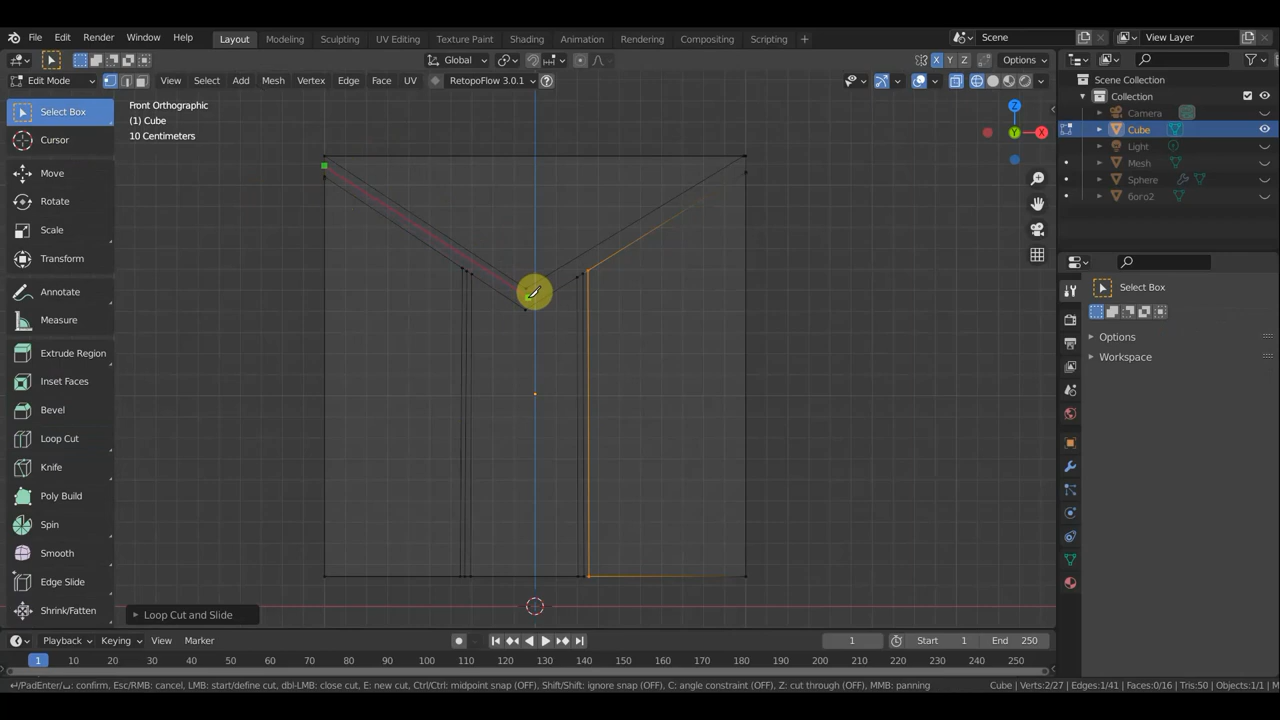 File Edit Render Window Help Layout Modeling Sculpting UV Editing Texture Paint Shading Animation Rendering Compositing Scripting + Scene View Layer
Global Options
Edit Mode View Select Add Mesh Vertex Edge Face UV RetopoFlow 3.0.1 X Y Z
Select Box
Cursor
Move
Rotate
Scale
Transform
Annotate
Measure
Extrude Region
Inset Faces
Bevel
Loop Cut
Knife
Poly Build
Spin
Smooth
Edge Slide
Shrink/Fatten
Front Orthographic
(1) Cube
10 Centimeters
Z
Y
X
Loop Cut and Slide
Scene Collection
Collection
Camera
Cube
Light
Mesh
Sphere
6oro2
Select Box
Options
Workspace
Playback Keying View Marker 1 Start 1 End 250
1 10 20 30 40 50 60 70 80 90 100 110 120 130 140 150 160 170 180 190 200 210 220 230 240 250
/PadEnter/: confirm, Esc/RMB: cancel, LMB: start/define cut, dbl-LMB: close cut, E: new cut, Ctrl/Ctrl: midpoint snap (OFF), Shift/Shift: ignore snap (OFF), C: angle constraint (OFF), Z: cut through (OFF), MMB: panning Cube | Verts:2/27 | Edges:1/41 | Faces:0/16 | Tris:50 | Objects:1/1